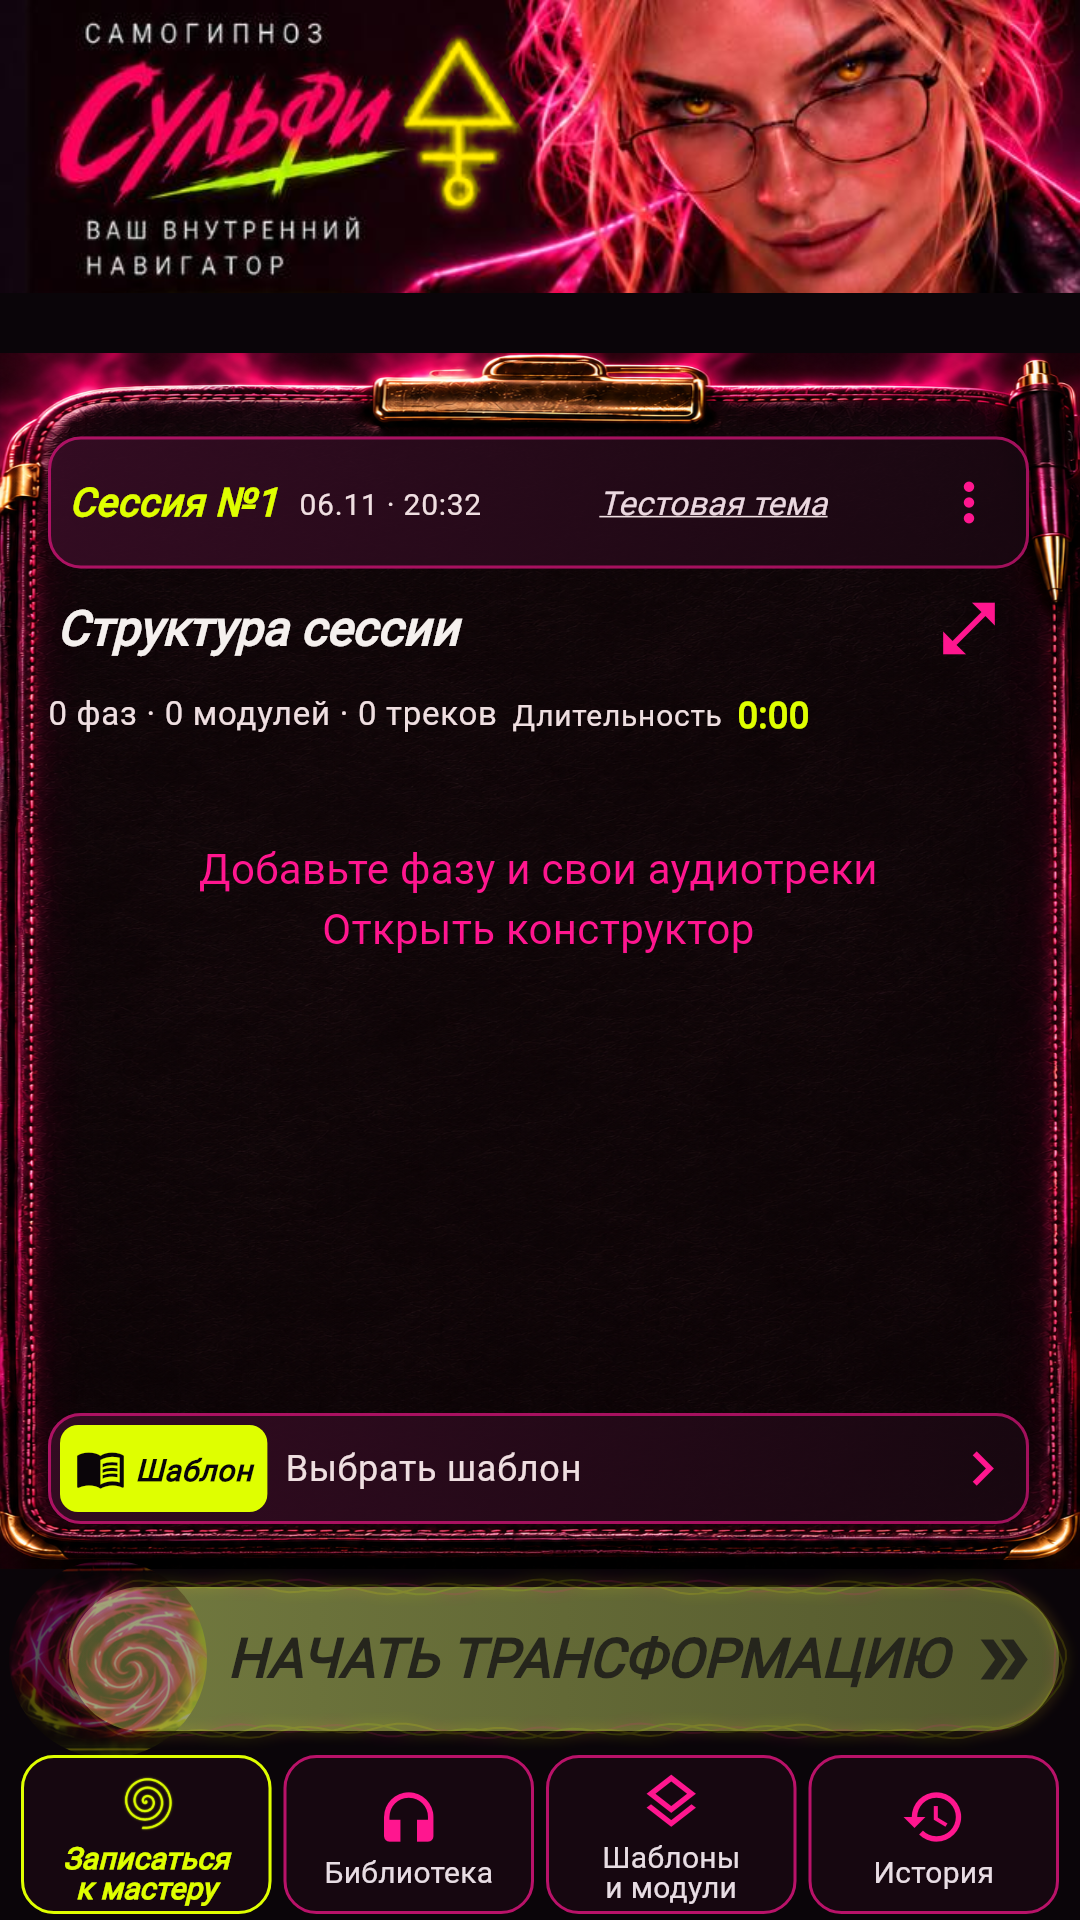 САМОГИПНОЗ
Сульфи
ВАШ ВНУТРЕННИЙ
НАВИГАТОР
Сессия №1 06.11 · 20:32 Тестовая тема
Структура сессии
0 фаз · 0 модулей · 0 треков Длительность 0:00
Добавьте фазу и свои аудиотреки
Открыть конструктор
Шаблон Выбрать шаблон
НАЧАТЬ ТРАНСФОРМАЦИЮ »
Записаться
к мастеру
Библиотека
Шаблоны
и модули
История